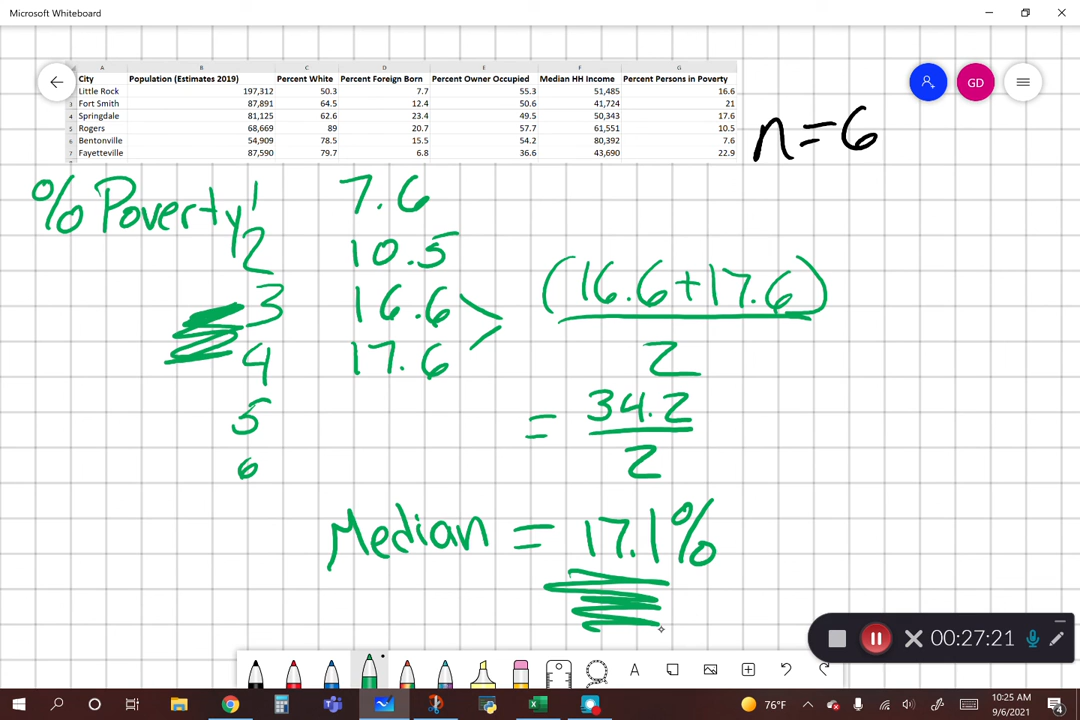 Microsoft Whiteboard
A B C D E F G
City Population (Estimates 2019) Percent White Percent Foreign Born Percent Owner Occupied Median HH Income Percent Persons in Poverty
Little Rock 197,312 50.3 7.7 55.3 51,485 16.6
3 Fort Smith 87,891 64.5 12.4 50.6 41,724 21
4 Springdale 81,125 62.6 23.4 49.5 50,343 17.6
5 Rogers 68,669 89 20.7 57.7 61,551 10.5
6 Bentonville 54,909 78.5 15.5 54.2 80,392 7.6
7 Fayetteville 87,590 79.7 6.8 36.6 43,690 22.9
GD
n=6
% Poverty 1 7.6
2 10.5
3 16.6 (16.6+17.6)
4 17.6 2
5 = 34.2
6 2
Median = 17.1%
00:27:21
A
76°F
10:25 AM
9/6/2021
4